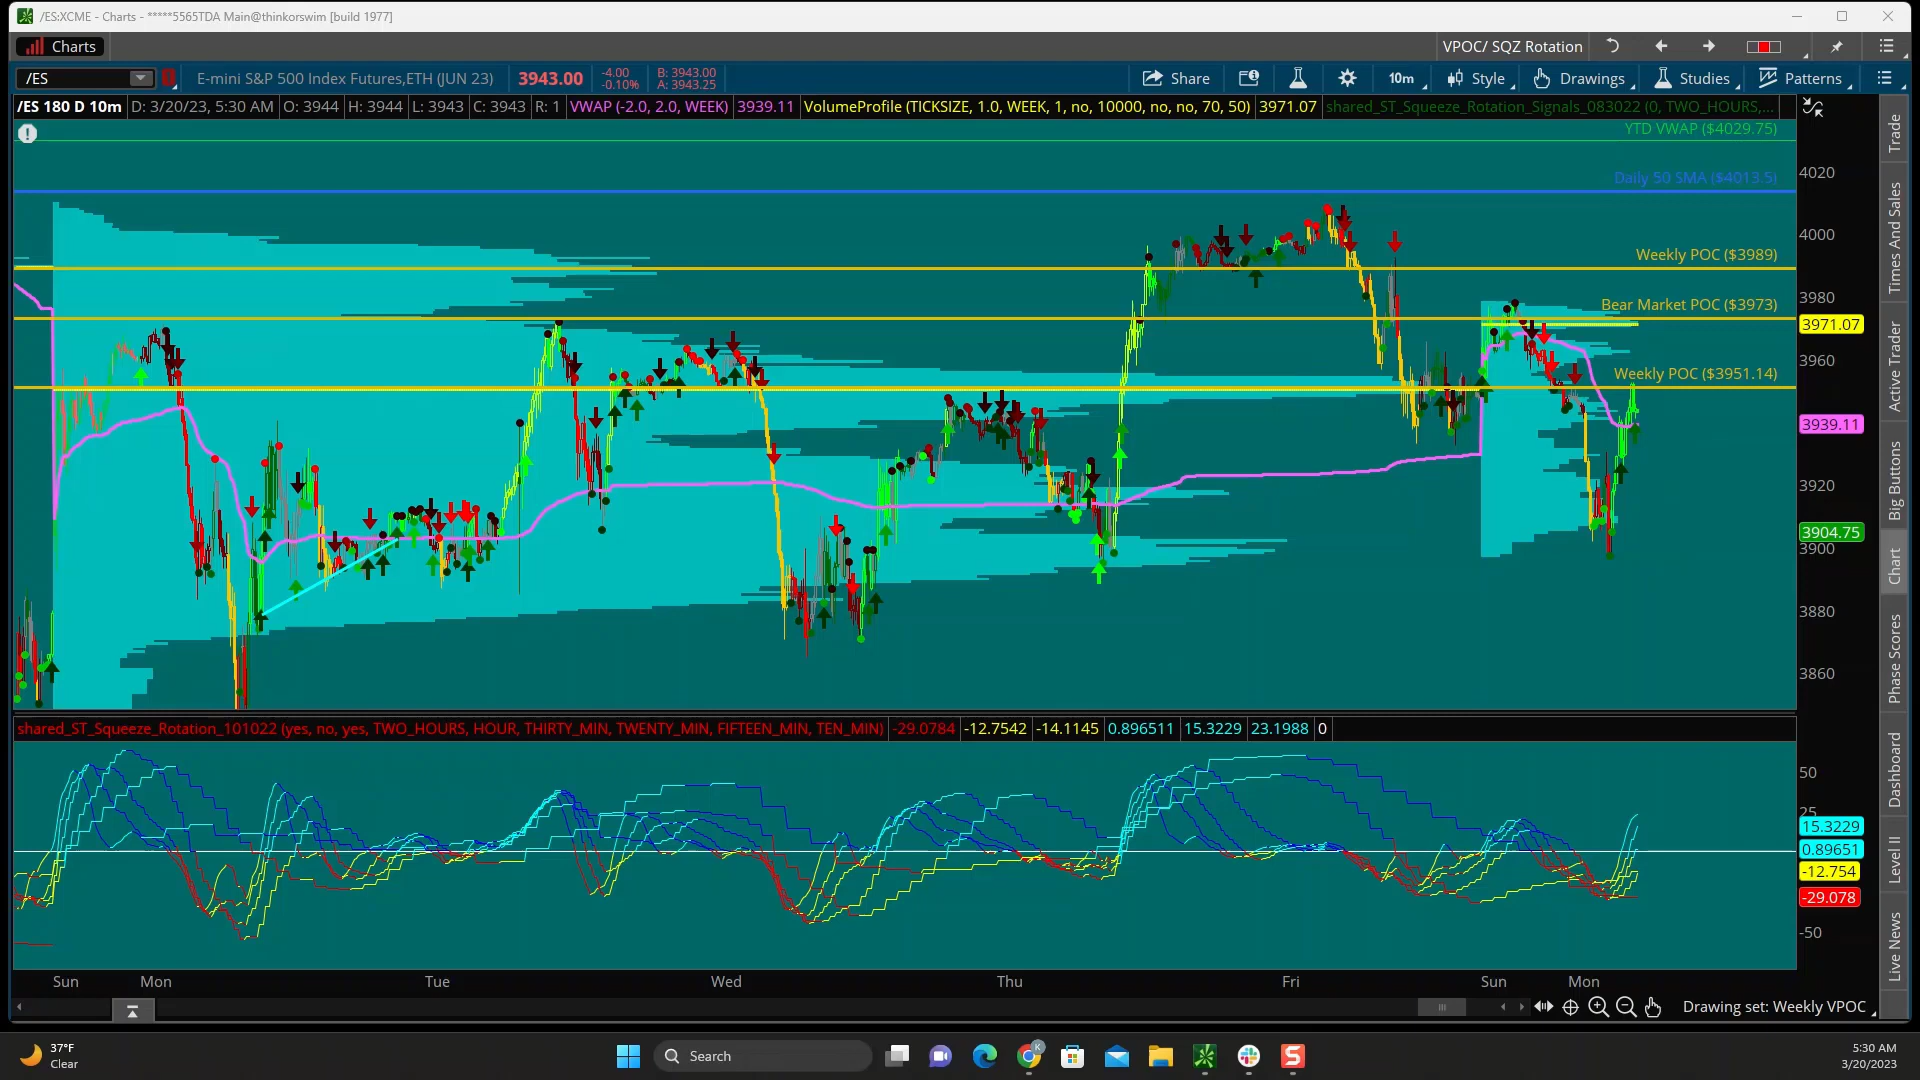 /ES:XCME - Charts - *****5565TDA Main@thinkorswim [build 1977]
Charts
VPOC/ SQZ Rotation
/ES
E-mini S&P 500 Index Futures,ETH (JUN 23)
3943.00
-4.00
-0.10%
B: 3943.00
A: 3943.25
Share
10m
Style
Drawings
Studies
Patterns
/ES 180 D 10m
D: 3/20/23, 5:30 AM
O: 3944
H: 3944
L: 3943
C: 3943
R: 1
VWAP (-2.0, 2.0, WEEK)
3939.11
VolumeProfile (TICKSIZE, 1.0, WEEK, 1, no, 10000, no, no, 70, 50)
3971.07
shared_ST_Squeeze_Rotation_Signals_083022 (0, TWO_HOURS,...
YTD VWAP ($4029.75)
Daily 50 SMA ($4013.5)
Weekly POC ($3989)
Bear Market POC ($3973)
Weekly POC ($3951.14)
4020
4000
3980
3971.07
3960
3939.11
3920
3904.75
3900
3880
3860
shared_ST_Squeeze_Rotation_101022 (yes, no, yes, TWO_HOURS, HOUR, THIRTY_MIN, TWENTY_MIN, FIFTEEN_MIN, TEN_MIN)
-29.0784
-12.7542
-14.1145
0.896511
15.3229
23.1988
0
50
25
15.3229
0.89651
-12.754
-29.078
-50
Sun
Mon
Tue
Wed
Thu
Fri
Sun
Mon
Drawing set: Weekly VPOC
Trade
Times And Sales
Active Trader
Big Buttons
Chart
Phase Scores
Dashboard
Level II
Live News
37°F
Clear
Search
K
S
5:30 AM
3/20/2023